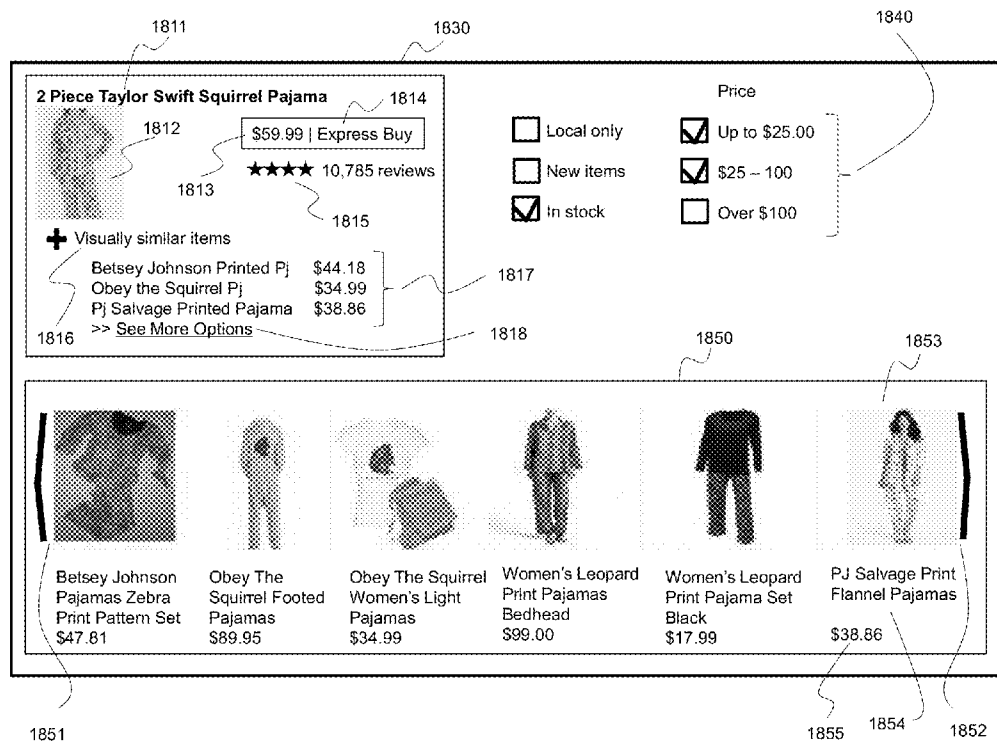 1811
1830
1840
2 Piece Taylor Swift Squirrel Pajama
1814
1812
$59.99 | Express Buy
1813
★★★★ 10,785 reviews
1815
Price
Local only
Up to $25.00
New items
$25 – 100
In stock
Over $100
Visually similar items
Betsey Johnson Printed Pj $44.18
Obey the Squirrel Pj $34.99
Pj Salvage Printed Pajama $38.86
>> See More Options
1817
1816
1818
1850
1853
Betsey Johnson
Pajamas Zebra
Print Pattern Set
$47.81
Obey The
Squirrel Footed
Pajamas
$89.95
Obey The Squirrel
Women's Light
Pajamas
$34.99
Women's Leopard
Print Pajamas
Bedhead
$99.00
Women's Leopard
Print Pajama Set
Black
$17.99
PJ Salvage Print
Flannel Pajamas
$38.86
1851
1855
1854
1852